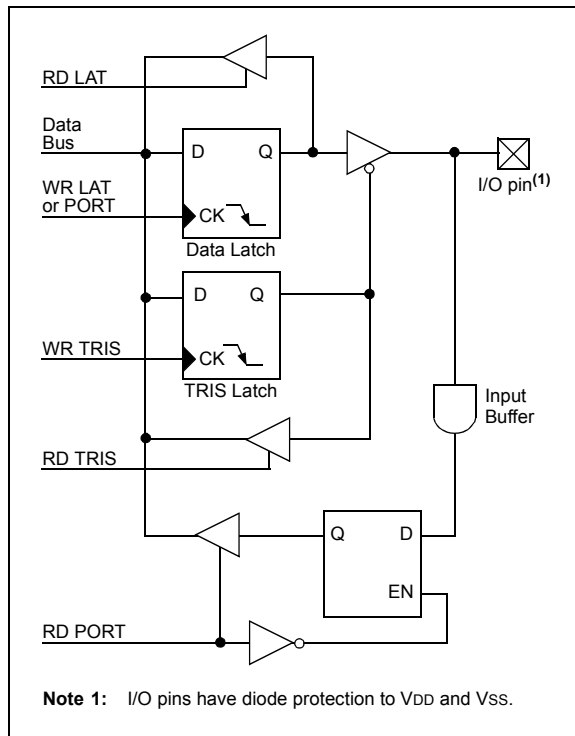 RD LAT
Data
Bus
D Q
WR LAT
or PORT
CK
Data Latch
I/O pin(1)
D Q
WR TRIS
CK
TRIS Latch
Input
Buffer
RD TRIS
Q D
EN
RD PORT
Note 1: I/O pins have diode protection to VDD and VSS.